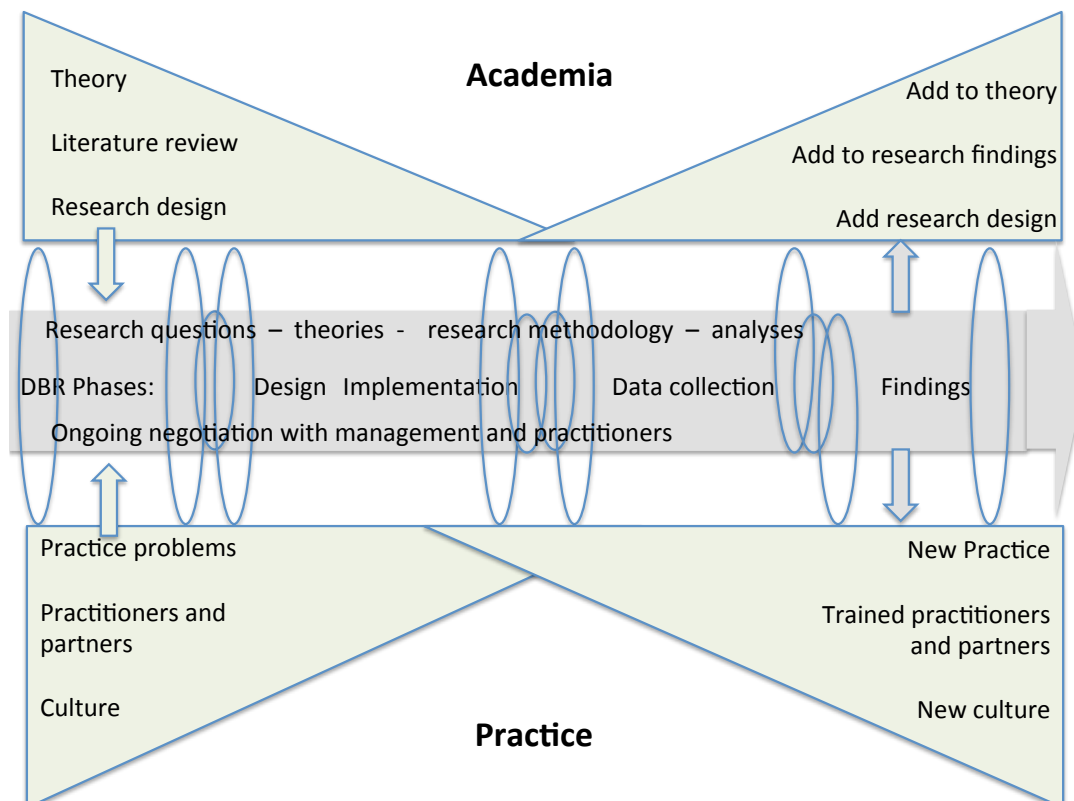 Academia
Theory
Literature review
Research design
Add to theory
Add to research findings
Add research design
Research questions – theories - research methodology – analyses
DBR Phases: Design Implementation Data collection Findings
Ongoing negotiation with management and practitioners
Practice problems
Practitioners and
partners
Culture
New Practice
Trained practitioners
and partners
New culture
Practice